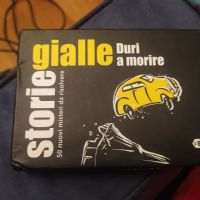 storie
gialle
Duri
a morire
50 nuovi misteri da risolvere